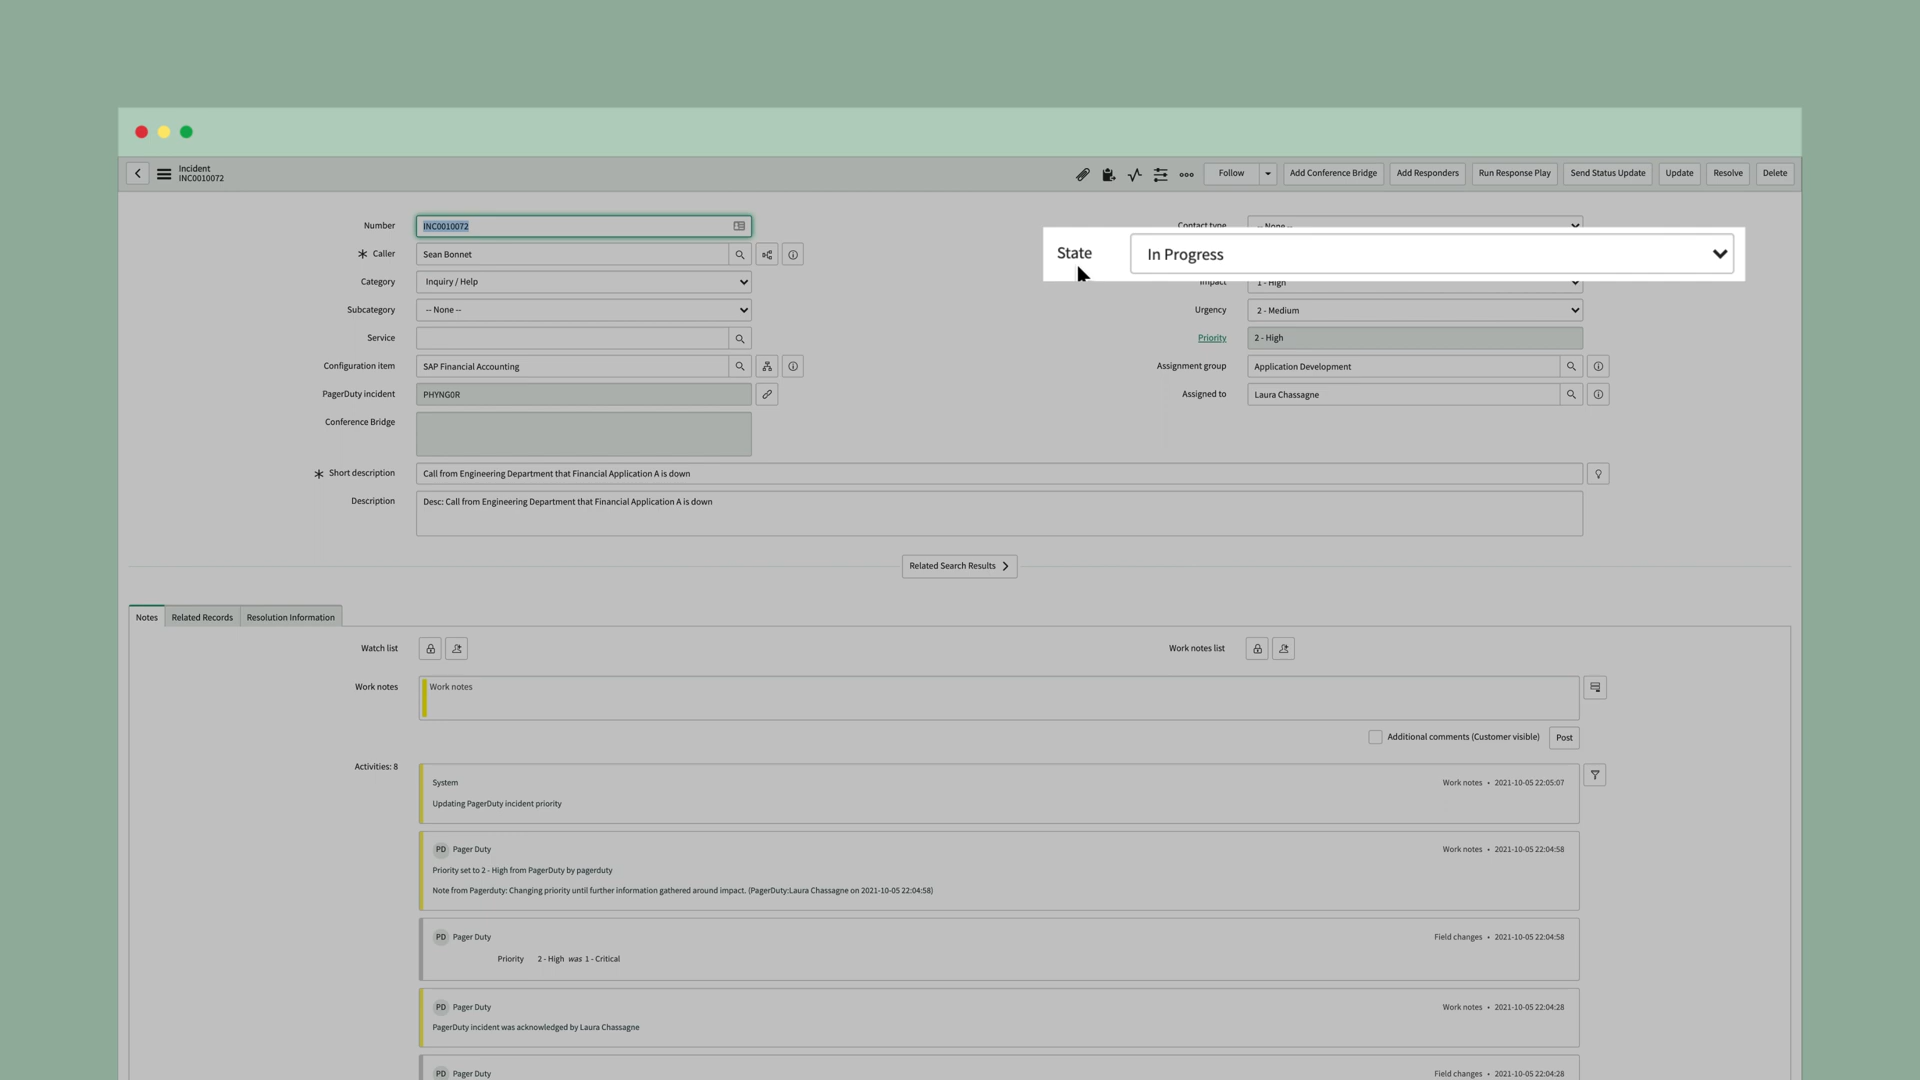 Incident
INC0010072
Follow
Add Conference Bridge
Add Responders
Run Response Play
Send Status Update
Update
Resolve
Delete
Number INC0010072
Contact type -- None --
Caller Sean Bonnet
State In Progress
Category Inquiry / Help
Impact 1 - High
Subcategory -- None --
Urgency 2 - Medium
Service
Priority 2 - High
Configuration item SAP Financial Accounting
Assignment group Application Development
PagerDuty incident PHYNG0R
Assigned to Laura Chassagne
Conference Bridge
Short description Call from Engineering Department that Financial Application A is down
Description Desc: Call from Engineering Department that Financial Application A is down
Related Search Results
Notes Related Records Resolution Information
Watch list
Work notes list
Work notes Work notes
Additional comments (Customer visible) Post
Activities: 8
System Work notes • 2021-10-05 22:05:07
Updating PagerDuty incident priority
PD Pager Duty Work notes • 2021-10-05 22:04:58
Priority set to 2 - High from PagerDuty by pagerduty
Note from Pagerduty: Changing priority until further information gathered around impact. (PagerDuty:Laura Chassagne on 2021-10-05 22:04:58)
PD Pager Duty Field changes • 2021-10-05 22:04:58
Priority 2 - High was 1 - Critical
PD Pager Duty Work notes • 2021-10-05 22:04:28
PagerDuty incident was acknowledged by Laura Chassagne
PD Pager Duty Field changes • 2021-10-05 22:04:28